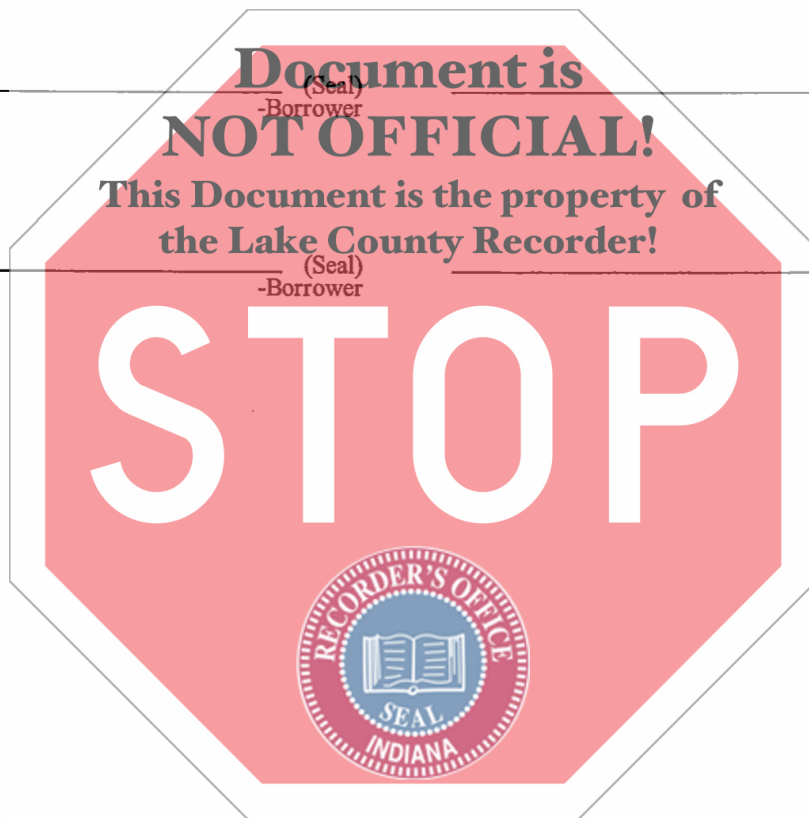 Document is
(Seal)
-Borrower
NOT OFFICIAL!
This Document is the property of
the Lake County Recorder!
(Seal)
-Borrower
STOP
RECORDER'S OFFICE
SEAL
INDIANA